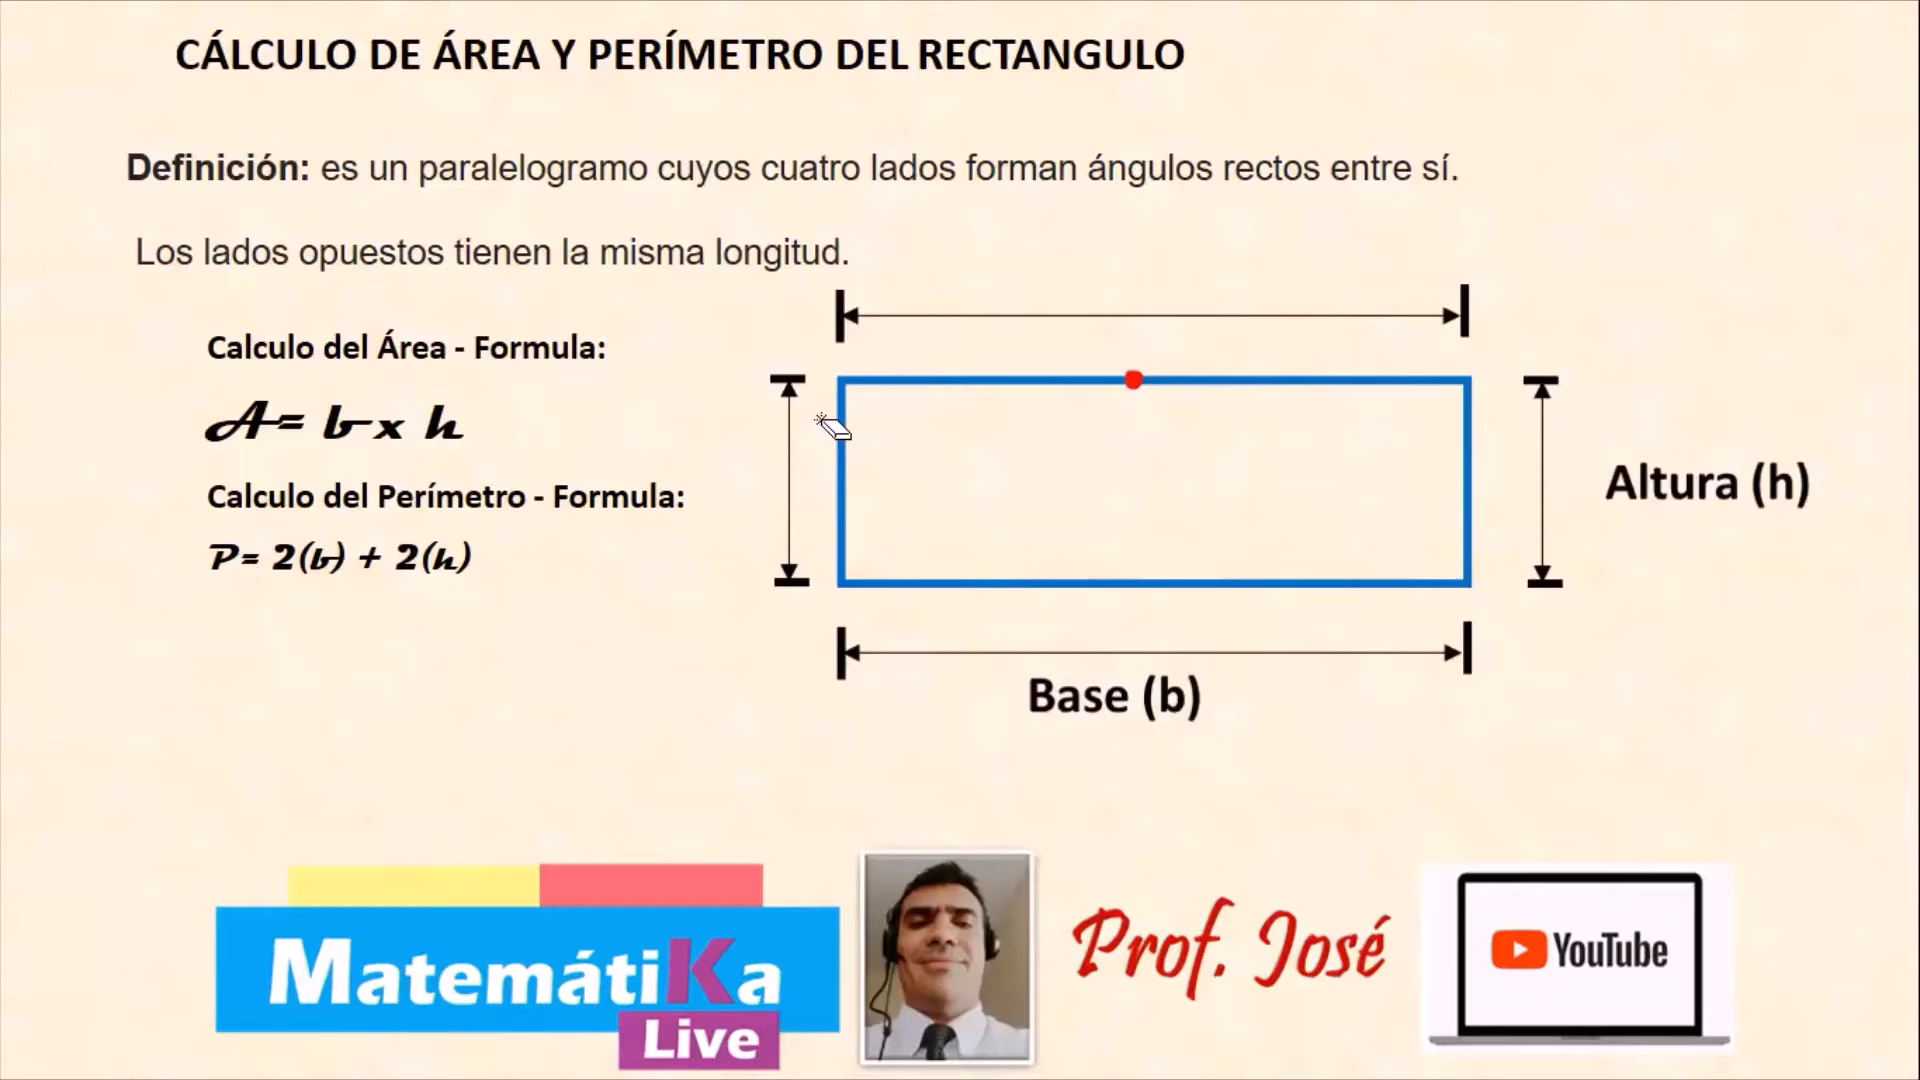 CÁLCULO DE ÁREA Y PERÍMETRO DEL RECTANGULO
Definición: es un paralelogramo cuyos cuatro lados forman ángulos rectos entre sí.
Los lados opuestos tienen la misma longitud.
Calculo del Área - Formula:
A= b x h
Calculo del Perímetro - Formula:
P= 2(b) + 2(h)
Altura (h)
Base (b)
MatemátiKa
Live
Prof. José
YouTube